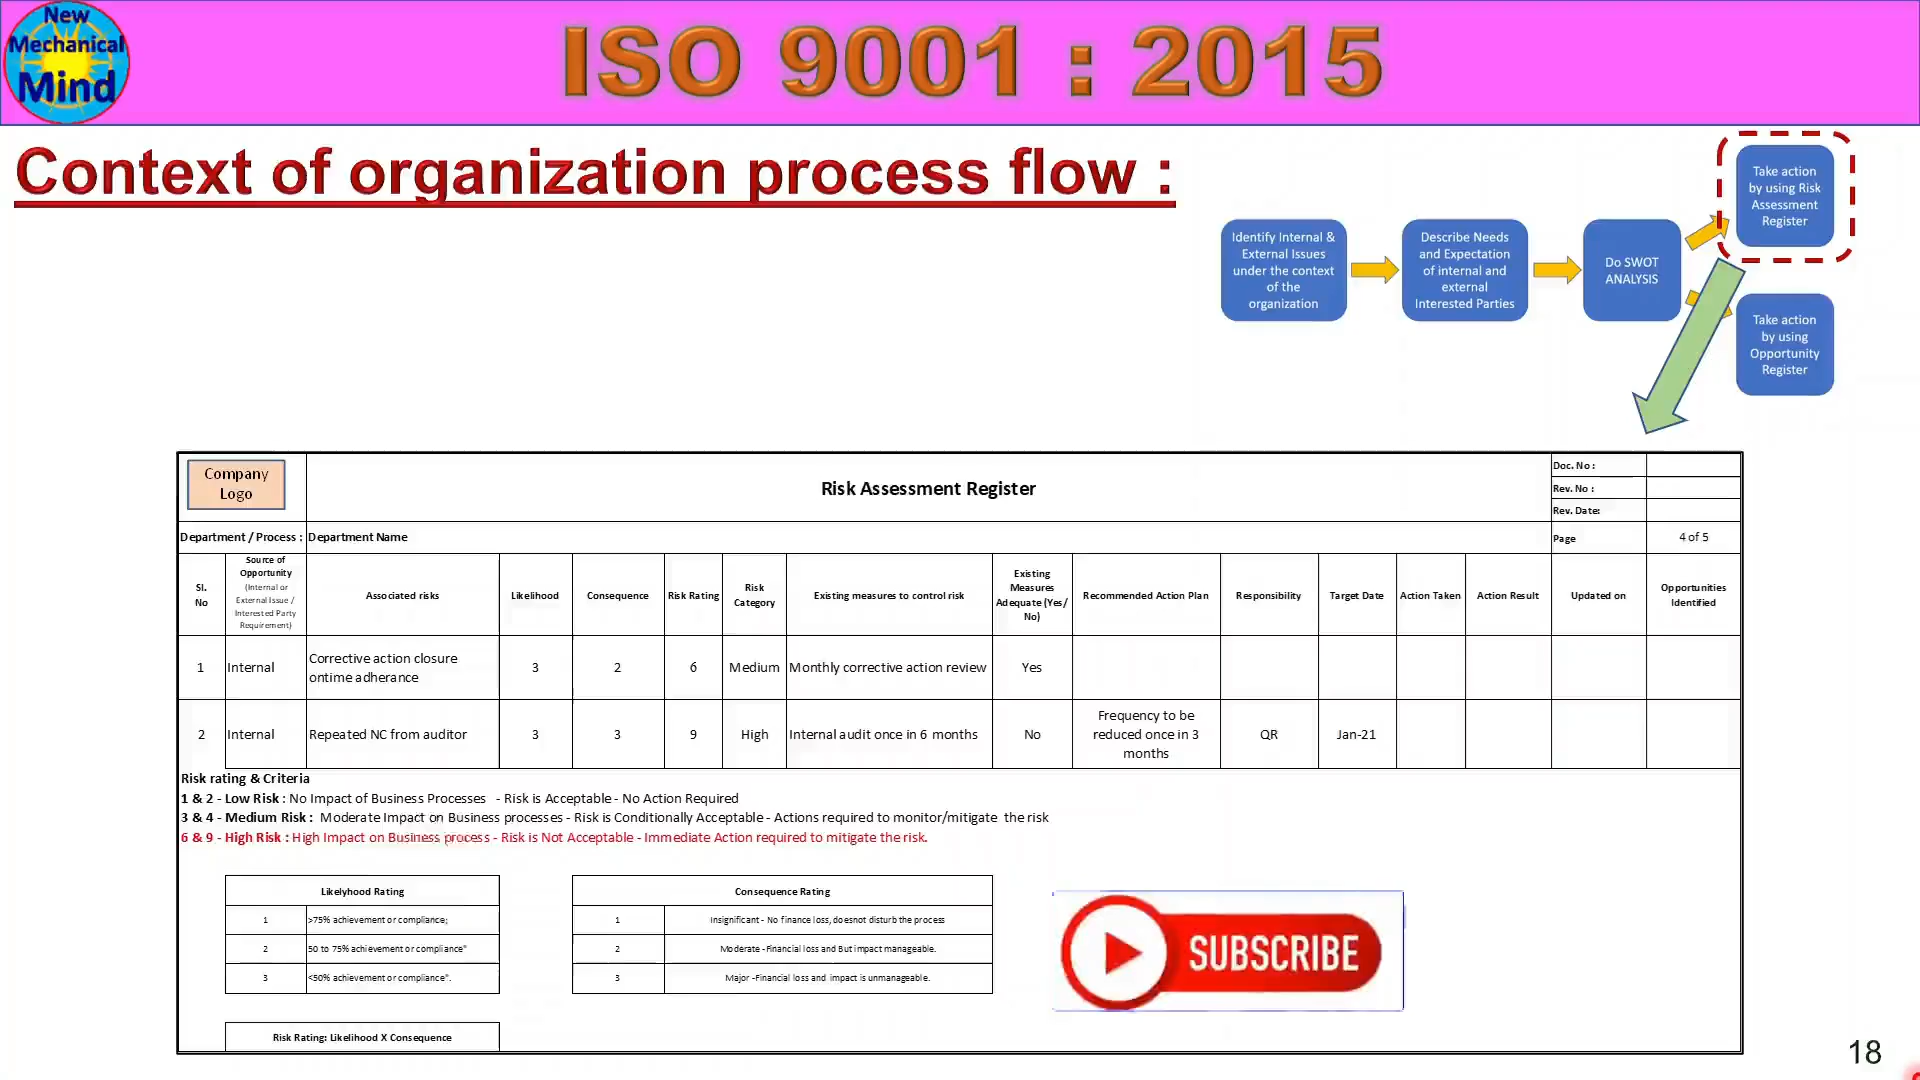 New
Mechanical
Mind
ISO 9001 : 2015
Context of organization process flow :
Identify Internal &
External Issues
under the context
of the
organization
Describe Needs
and Expectation
of internal and
external
Interested Parties
Do SWOT
ANALYSIS
Take action
by using Risk
Assessment
Register
Take action
by using
Opportunity
Register
Company
Logo
Risk Assessment Register
Doc. No :
Rev. No :
Rev. Date:
Department / Process : Department Name
Page 4 of 5
Sl.
No
Source of
Opportunity
(Internal or
External Issue /
Interested Party
Requirement)
Associated risks
Likelihood
Consequence
Risk Rating
Risk
Category
Existing measures to control risk
Existing
Measures
Adequate (Yes/
No)
Recommended Action Plan
Responsibility
Target Date
Action Taken
Action Result
Updated on
Opportunities
Identified
1
Internal
Corrective action closure
ontime adherance
3
2
6
Medium
Monthly corrective action review
Yes
2
Internal
Repeated NC from auditor
3
3
9
High
Internal audit once in 6 months
No
Frequency to be
reduced once in 3
months
QR
Jan-21
Risk rating & Criteria
1 & 2 - Low Risk : No Impact of Business Processes - Risk is Acceptable - No Action Required
3 & 4 - Medium Risk : Moderate Impact on Business processes - Risk is Conditionally Acceptable - Actions required to monitor/mitigate the risk
6 & 9 - High Risk : High Impact on Business process - Risk is Not Acceptable - Immediate Action required to mitigate the risk.
Likelyhood Rating
1 >75% achievement or compliance;
2 50 to 75% achievement or compliance"
3 <50% achievement or compliance".
Consequence Rating
1 Insignificant - No finance loss, doesnot disturb the process
2 Moderate -Financial loss and But impact manageable.
3 Major -Financial loss and impact is unmanageable.
SUBSCRIBE
Risk Rating: Likelihood X Consequence
18